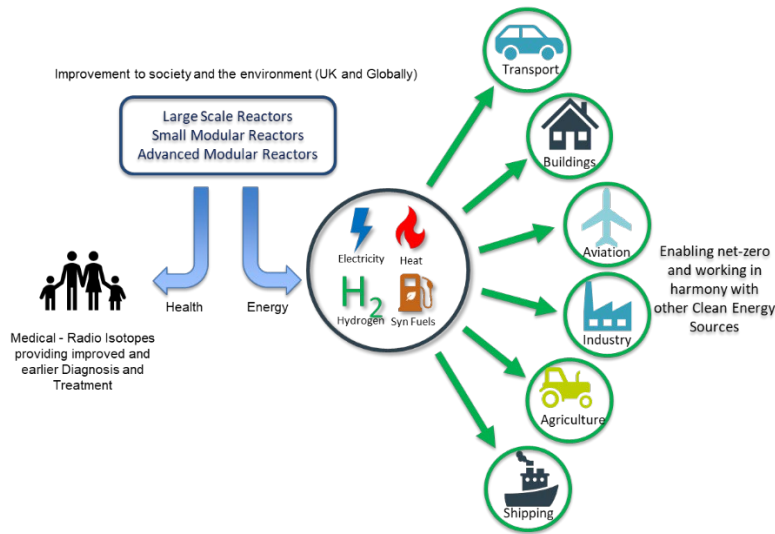 Transport
Improvement to society and the environment (UK and Globally)
Large Scale Reactors
Small Modular Reactors
Advanced Modular Reactors
Buildings
Electricity
Heat
Aviation
Enabling net-zero
and working in
harmony with
other Clean Energy
Sources
Health
Energy
H2
Hydrogen
Syn Fuels
Industry
Medical - Radio Isotopes
providing improved and
earlier Diagnosis and
Treatment
Agriculture
Shipping